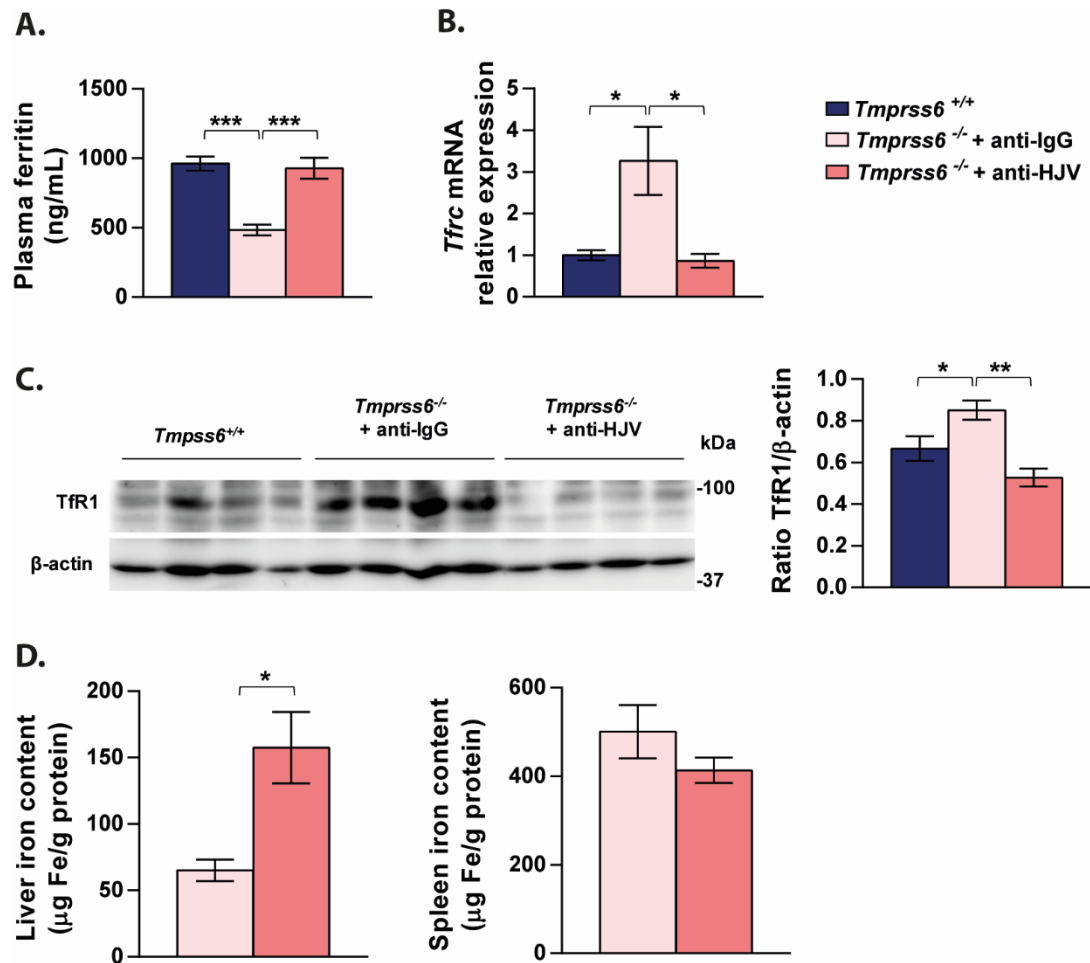 A.
Plasma ferritin
(ng/mL)
1500
1000
500
0
***
***
B.
Tfrc mRNA
relative expression
5
4
3
2
1
0
*
*
Tmprss6 +/+
Tmprss6 -/- + anti-IgG
Tmprss6 -/- + anti-HJV
C.
Tmpss6+/+
Tmprss6-/-
+ anti-IgG
Tmprss6-/-
+ anti-HJV
kDa
TfR1
-100
β-actin
-37
Ratio TfR1/β-actin
1.0
0.8
0.6
0.4
0.2
0.0
*
**
D.
Liver iron content
(µg Fe/g protein)
200
150
100
50
0
*
Spleen iron content
(µg Fe/g protein)
600
400
200
0